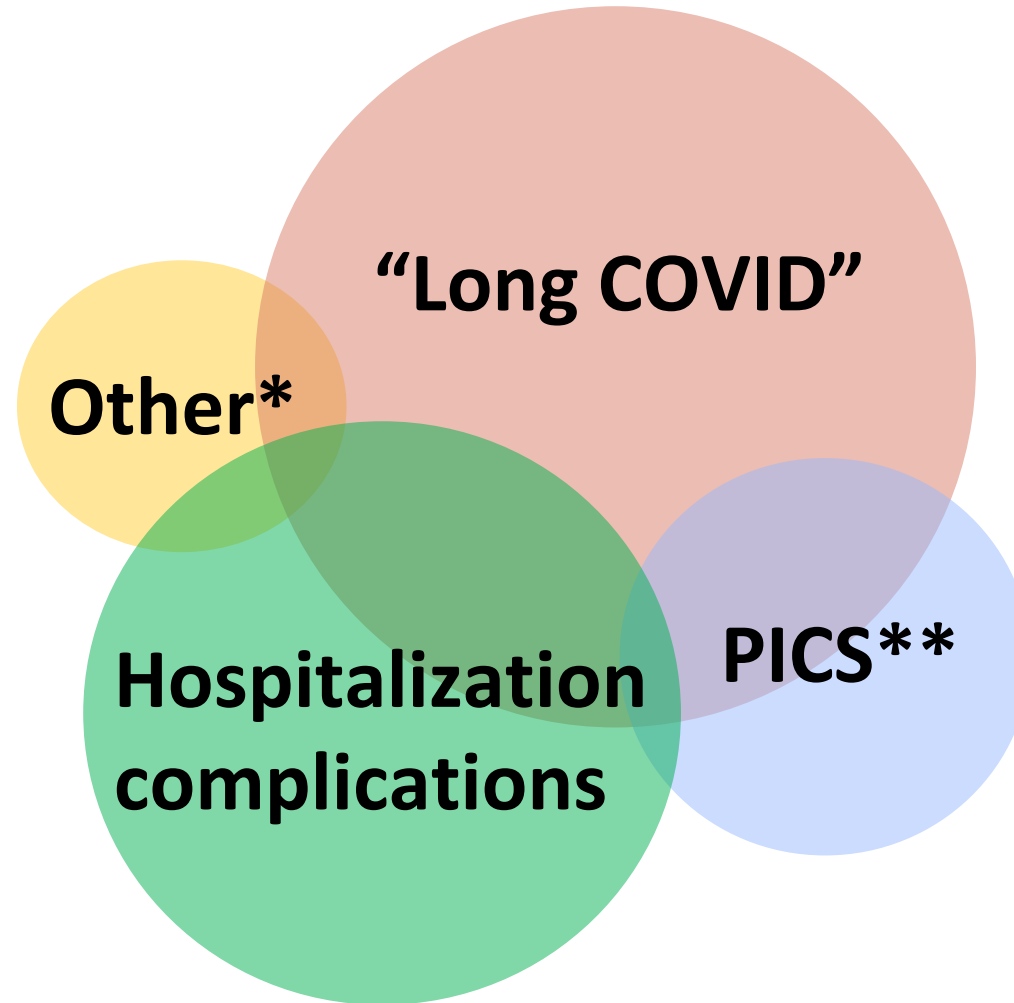 “Long COVID”
Other*
Hospitalization
complications
PICS**